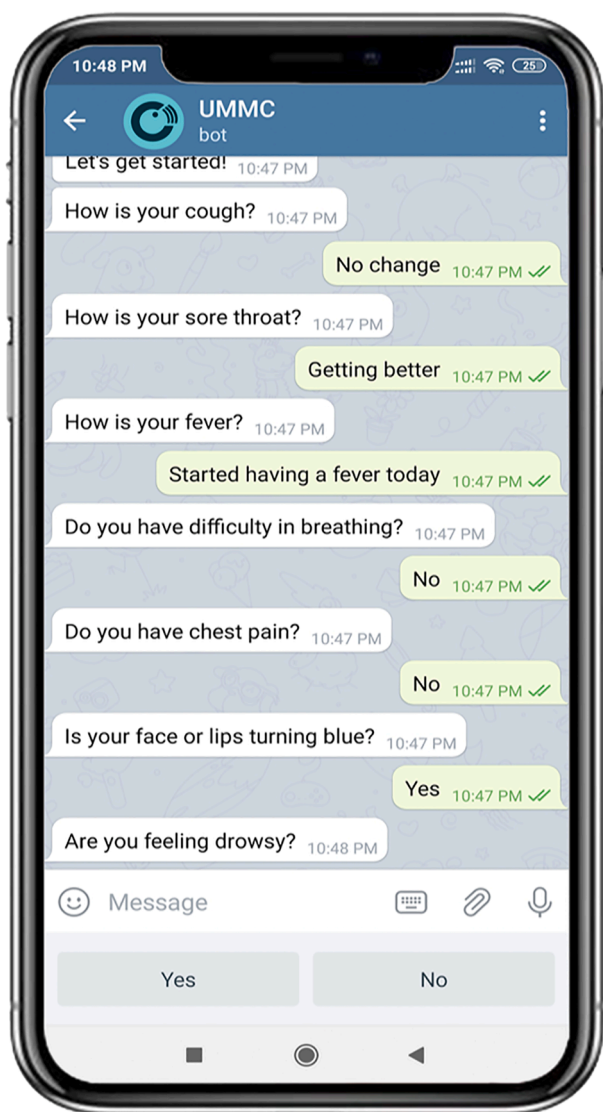 10:48 PM
25
UMMC
bot
Let's get started! 10:47 PM
How is your cough? 10:47 PM
No change 10:47 PM
How is your sore throat? 10:47 PM
Getting better 10:47 PM
How is your fever? 10:47 PM
Started having a fever today 10:47 PM
Do you have difficulty in breathing? 10:47 PM
No 10:47 PM
Do you have chest pain? 10:47 PM
No 10:47 PM
Is your face or lips turning blue? 10:47 PM
Yes 10:47 PM
Are you feeling drowsy? 10:48 PM
Message
Yes
No